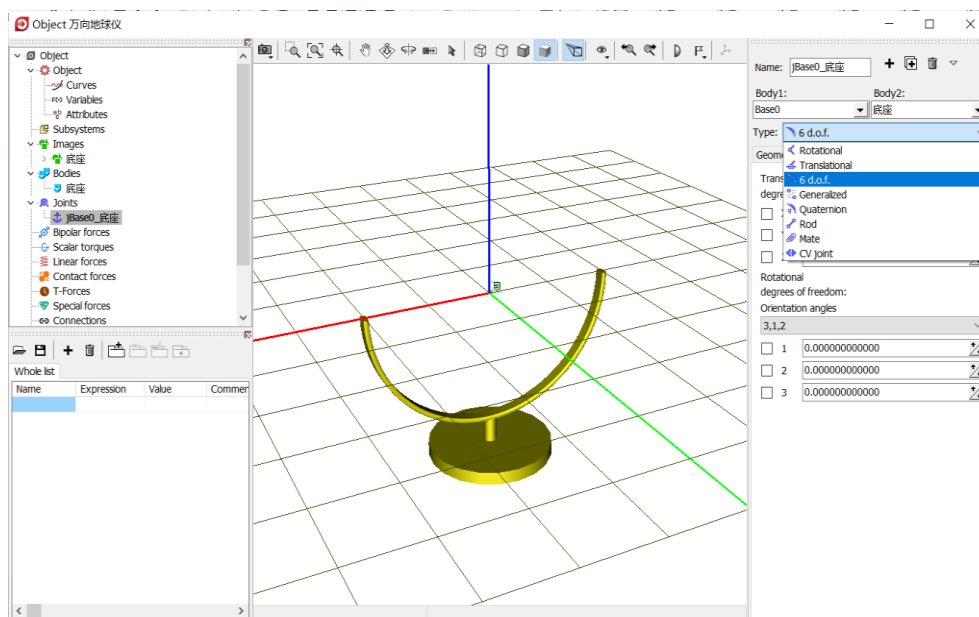 Object 万向地球仪
Object
Object
Curves
F(x) Variables
Attributes
Subsystems
Images
底座
Bodies
底座
Joints
jBase0_底座
Bipolar forces
Scalar torques
Linear forces
Contact forces
T-Forces
Special forces
Connections
Whole list
Name Expression Value Commen
Name: jBase0_底座
Body1: Body2:
Base0 底座
Type: 6 d.o.f.
Rotational
Translational
6 d.o.f.
Generalized
Quaternion
Rod
Mate
CV joint
Geom
Trans
degre
Rotational
degrees of freedom:
Orientation angles
3,1,2
1 0.000000000000
2 0.000000000000
3 0.000000000000